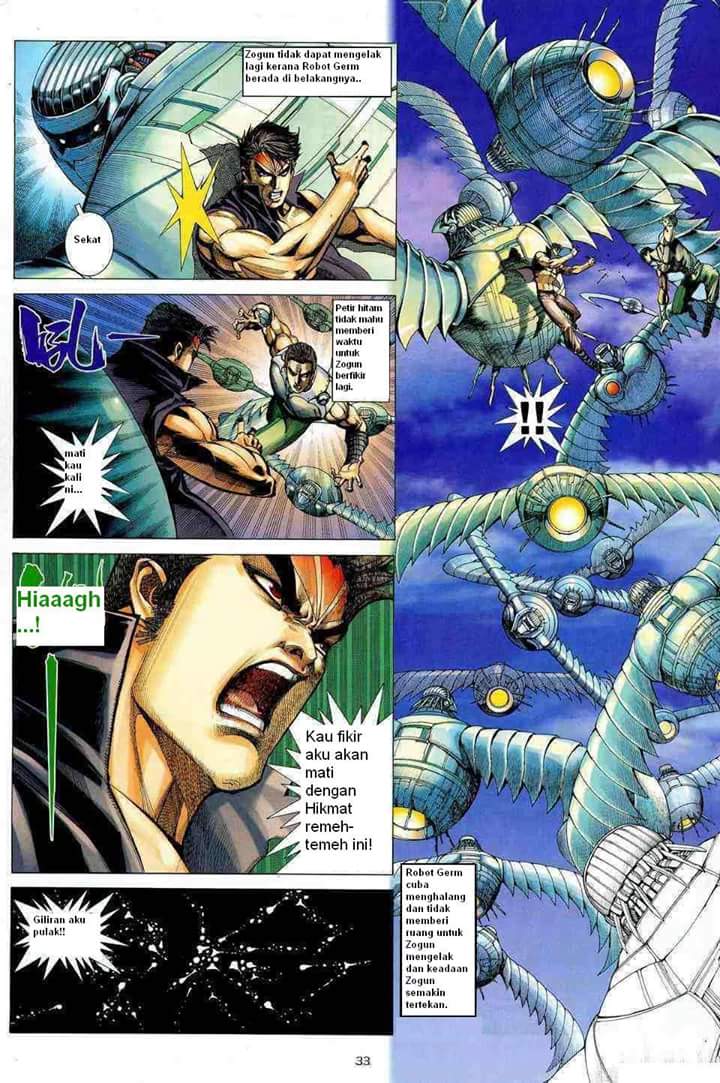 Zogun tidak dapat mengelak
lagi kerana Robot Germ
berada di belakangnya..
Sekat
Petir hitam
tidak mahu
memberi
waktu
untuk
Zogun
berfikir
lagi.
mati
kau
kali
ni...
!!
Hiaaagh
...!
Kau fikir
aku akan
mati
dengan
Hikmat
remeh-
temeh ini!
Giliran aku
pulak!!
Robot Germ
cuba
menghalang
dan tidak
memberi
ruang untuk
Zogun
mengelak
dan keadaan
Zogun
semakin
tertekan.
33